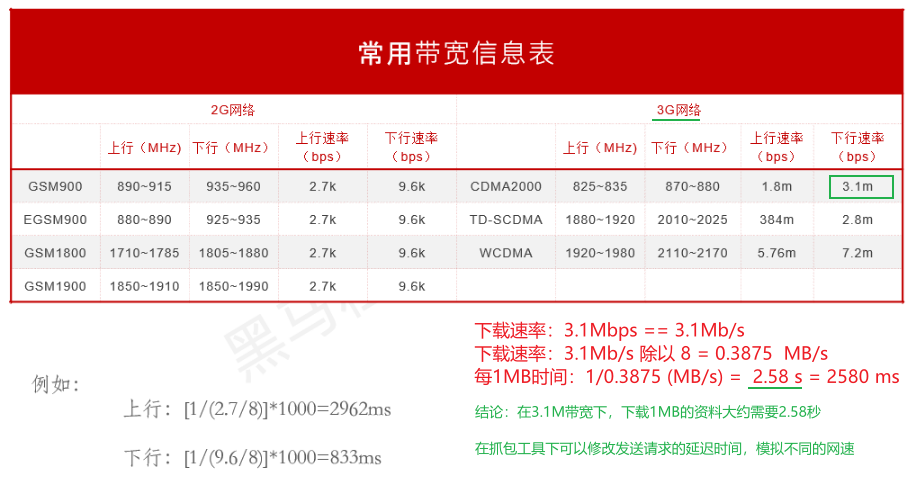 常用带宽信息表
2G网络 3G网络
上行（MHz） 下行（MHz） 上行速率（bps） 下行速率（bps） 上行（MHz） 下行（MHz） 上行速率（bps） 下行速率（bps）
GSM900 890~915 935~960 2.7k 9.6k CDMA2000 825~835 870~880 1.8m 3.1m
EGSM900 880~890 925~935 2.7k 9.6k TD-SCDMA 1880~1920 2010~2025 384m 2.8m
GSM1800 1710~1785 1805~1880 2.7k 9.6k WCDMA 1920~1980 2110~2170 5.76m 7.2m
GSM1900 1850~1910 1850~1990 2.7k 9.6k
黑马
例如：
上行：[1/(2.7/8)]*1000=2962ms
下行：[1/(9.6/8)]*1000=833ms
下载速率：3.1Mbps == 3.1Mb/s
下载速率：3.1Mb/s 除以 8 = 0.3875 MB/s
每1MB时间：1/0.3875 (MB/s) = 2.58 s = 2580 ms
结论：在3.1M带宽下，下载1MB的资料大约需要2.58秒
在抓包工具下可以修改发送请求的延迟时间，模拟不同的网速